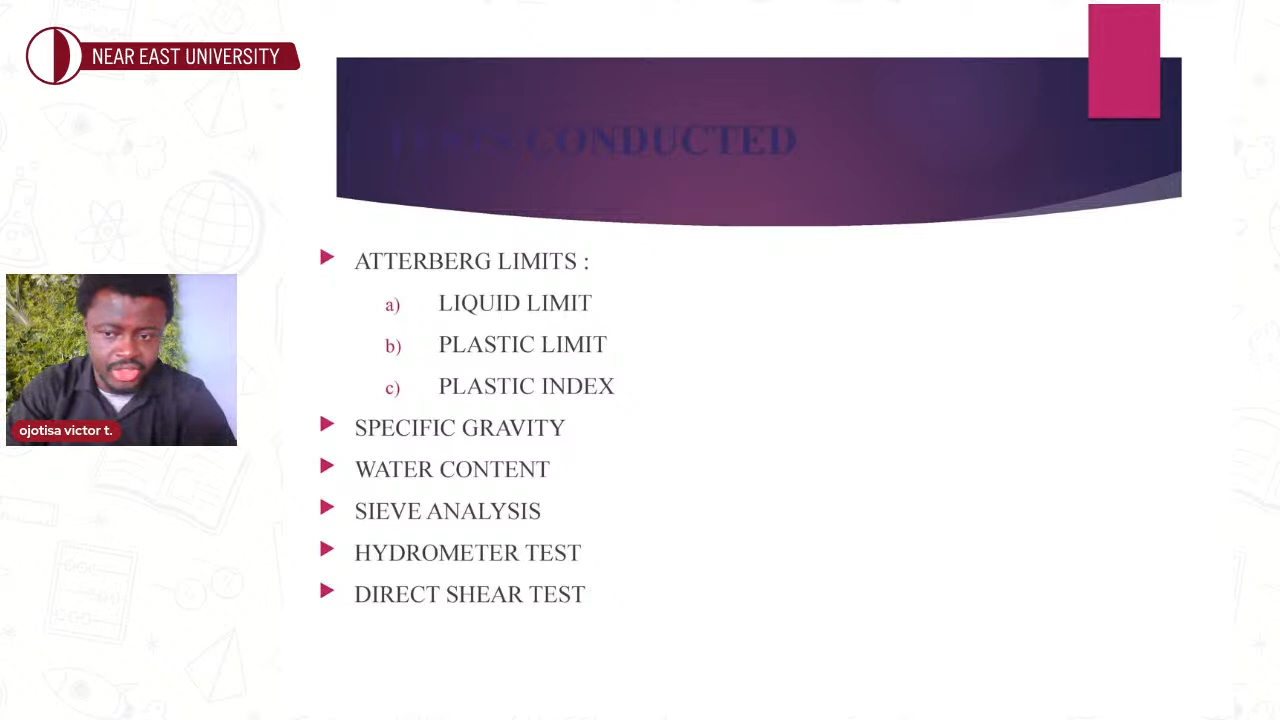 NEAR EAST UNIVERSITY
TESTS CONDUCTED
ATTERBERG LIMITS :
a) LIQUID LIMIT
b) PLASTIC LIMIT
c) PLASTIC INDEX
SPECIFIC GRAVITY
WATER CONTENT
SIEVE ANALYSIS
HYDROMETER TEST
DIRECT SHEAR TEST
ojotisa victor t.